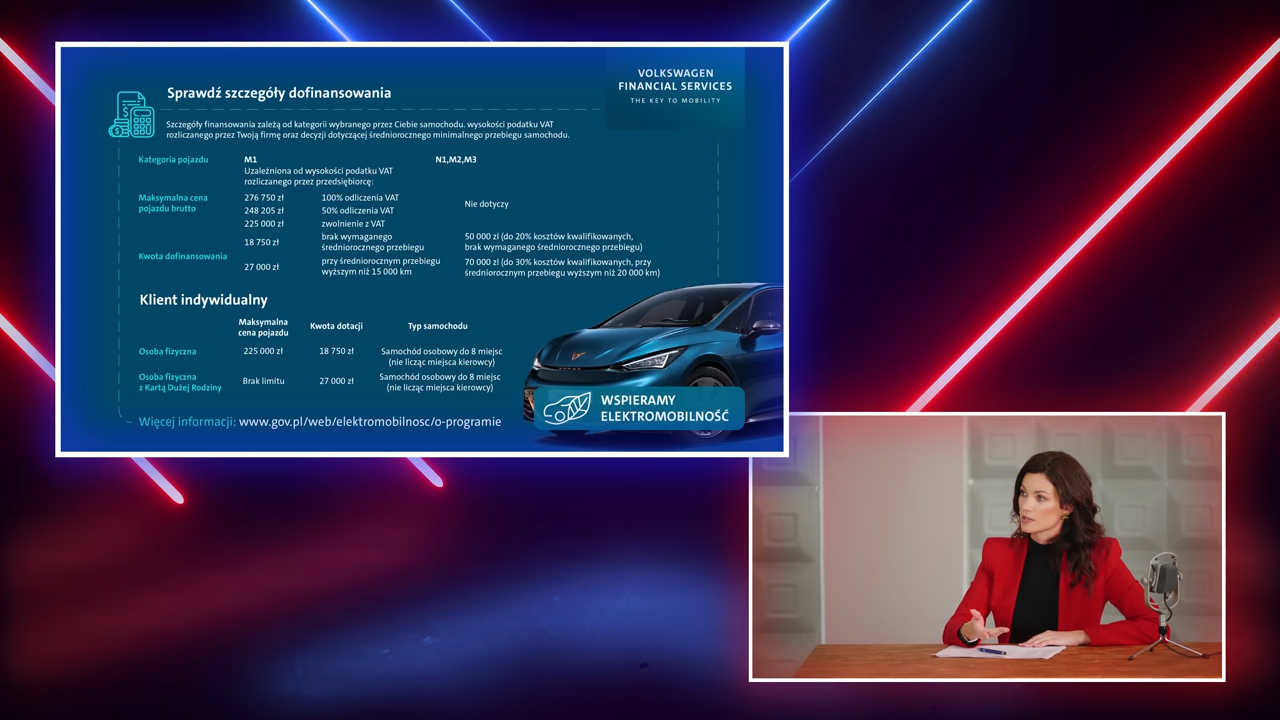 VOLKSWAGEN
FINANCIAL SERVICES
THE KEY TO MOBILITY
Sprawdź szczegóły dofinansowania
Szczegóły finansowania zależą od kategorii wybranego przez Ciebie samochodu. wysokości podatku VAT
rozliczanego przez Twoją firmę oraz decyzji dotyczącej średniorocznego minimalnego przebiegu samochodu.
Kategoria pojazdu
M1
N1,M2,M3
Uzależniona od wysokości podatku VAT
rozliczanego przez przedsiębiorcę:
Maksymalna cena
pojazdu brutto
276 750 zł 100% odliczenia VAT
248 205 zł 50% odliczenia VAT
225 000 zł zwolnienie z VAT
Nie dotyczy
Kwota dofinansowania
18 750 zł
brak wymaganego
średniorocznego przebiegu
50 000 zl (do 20% kosztów kwalifikowanych,
brak wymaganego średniorocznego przebiegu)
27 000 zł
przy średniorocznym przebiegu
wyższym niż 15 000 km
70 000 zl (do 30% kosztów kwalifikowanych, przy
średniorocznym przebiegu wyższym niż 20 000 km)
Klient indywidualny
Maksymalna
cena pojazdu
Kwota dotacji
Typ samochodu
Osoba fizyczna
225 000 zł
18 750 zł
Samochód osobowy do 8 miejsc
(nie licząc miejsca kierowcy)
Osoba fizyczna
z Kartą Dużej Rodziny
Brak limitu
27 000 zł
Samochód osobowy do 8 miejsc
(nie licząc miejsca kierowcy)
WSPIERAMY
ELEKTROMOBILNOŚĆ
Więcej informacji: www.gov.pl/web/elektromobilnosc/o-programie